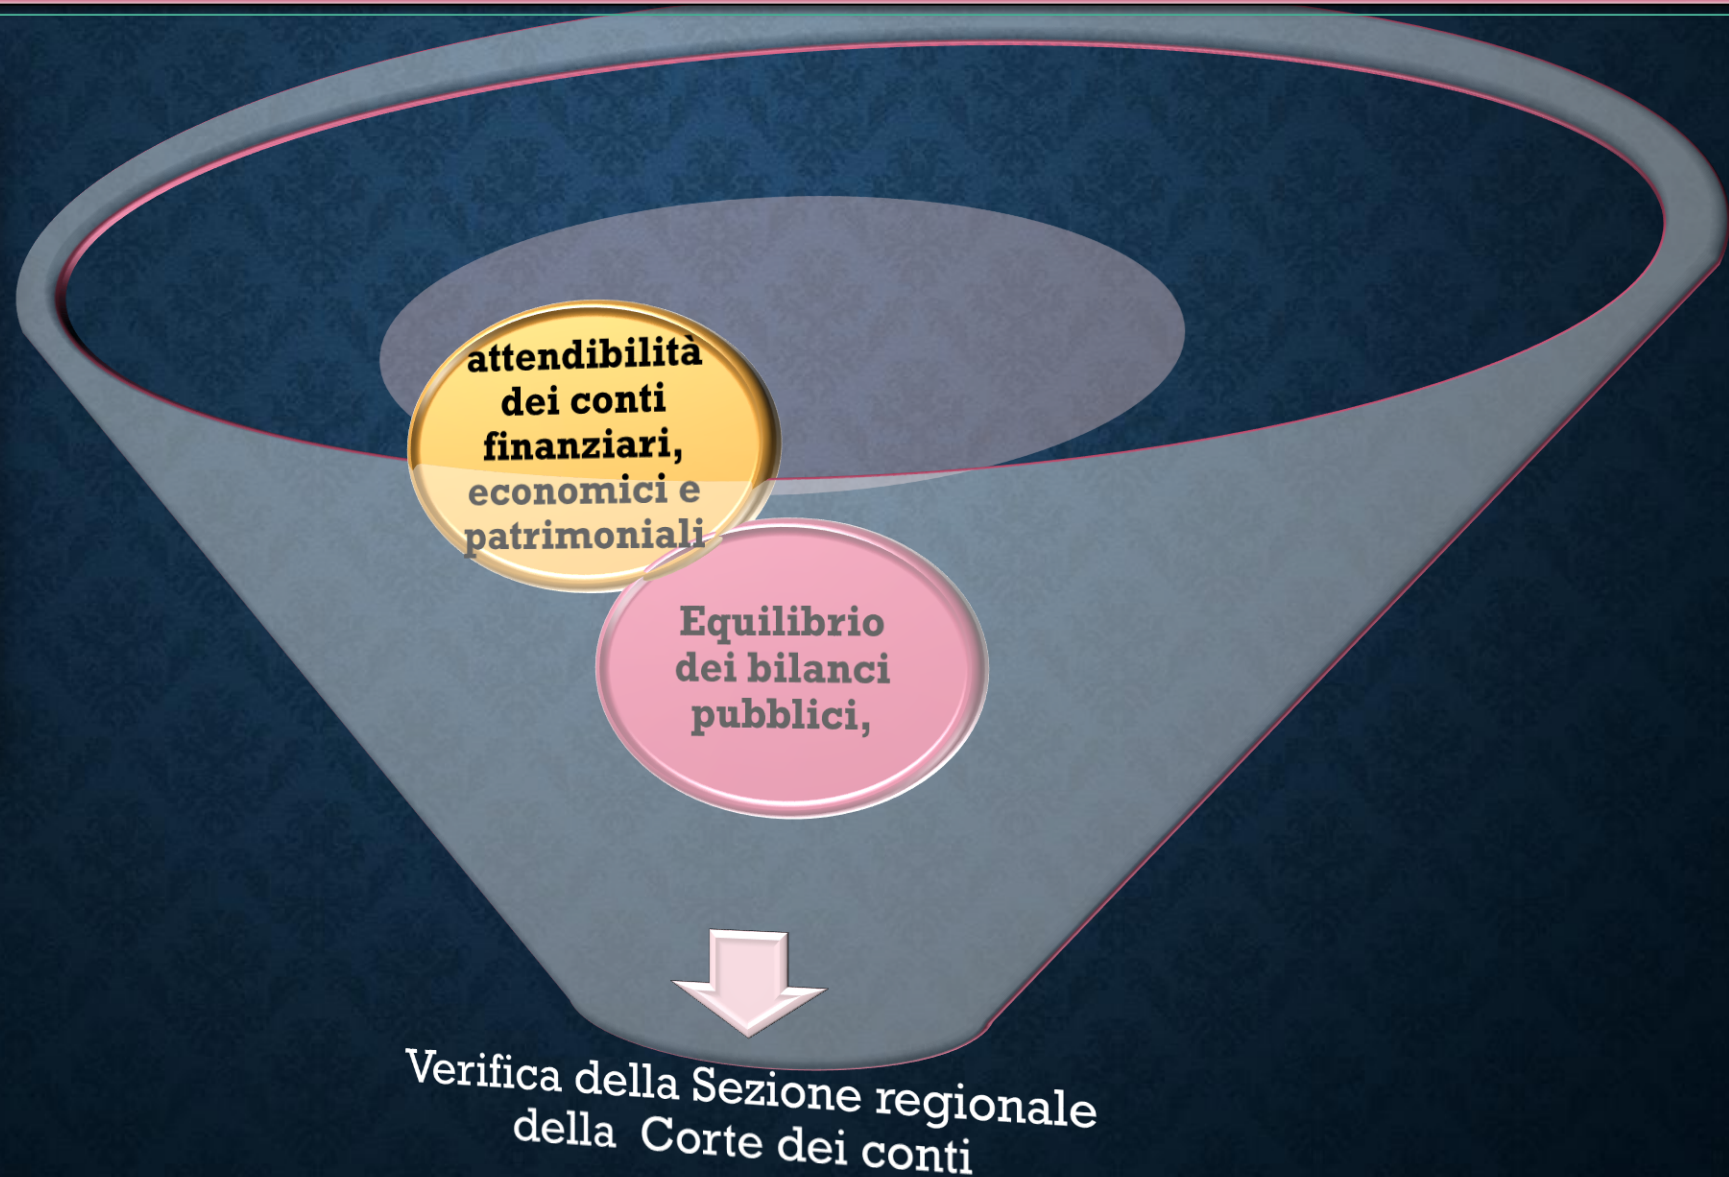 attendibilità
dei conti
finanziari,
economici e
patrimoniali
Equilibrio
dei bilanci
pubblici,
Verifica della Sezione regionale
della Corte dei conti